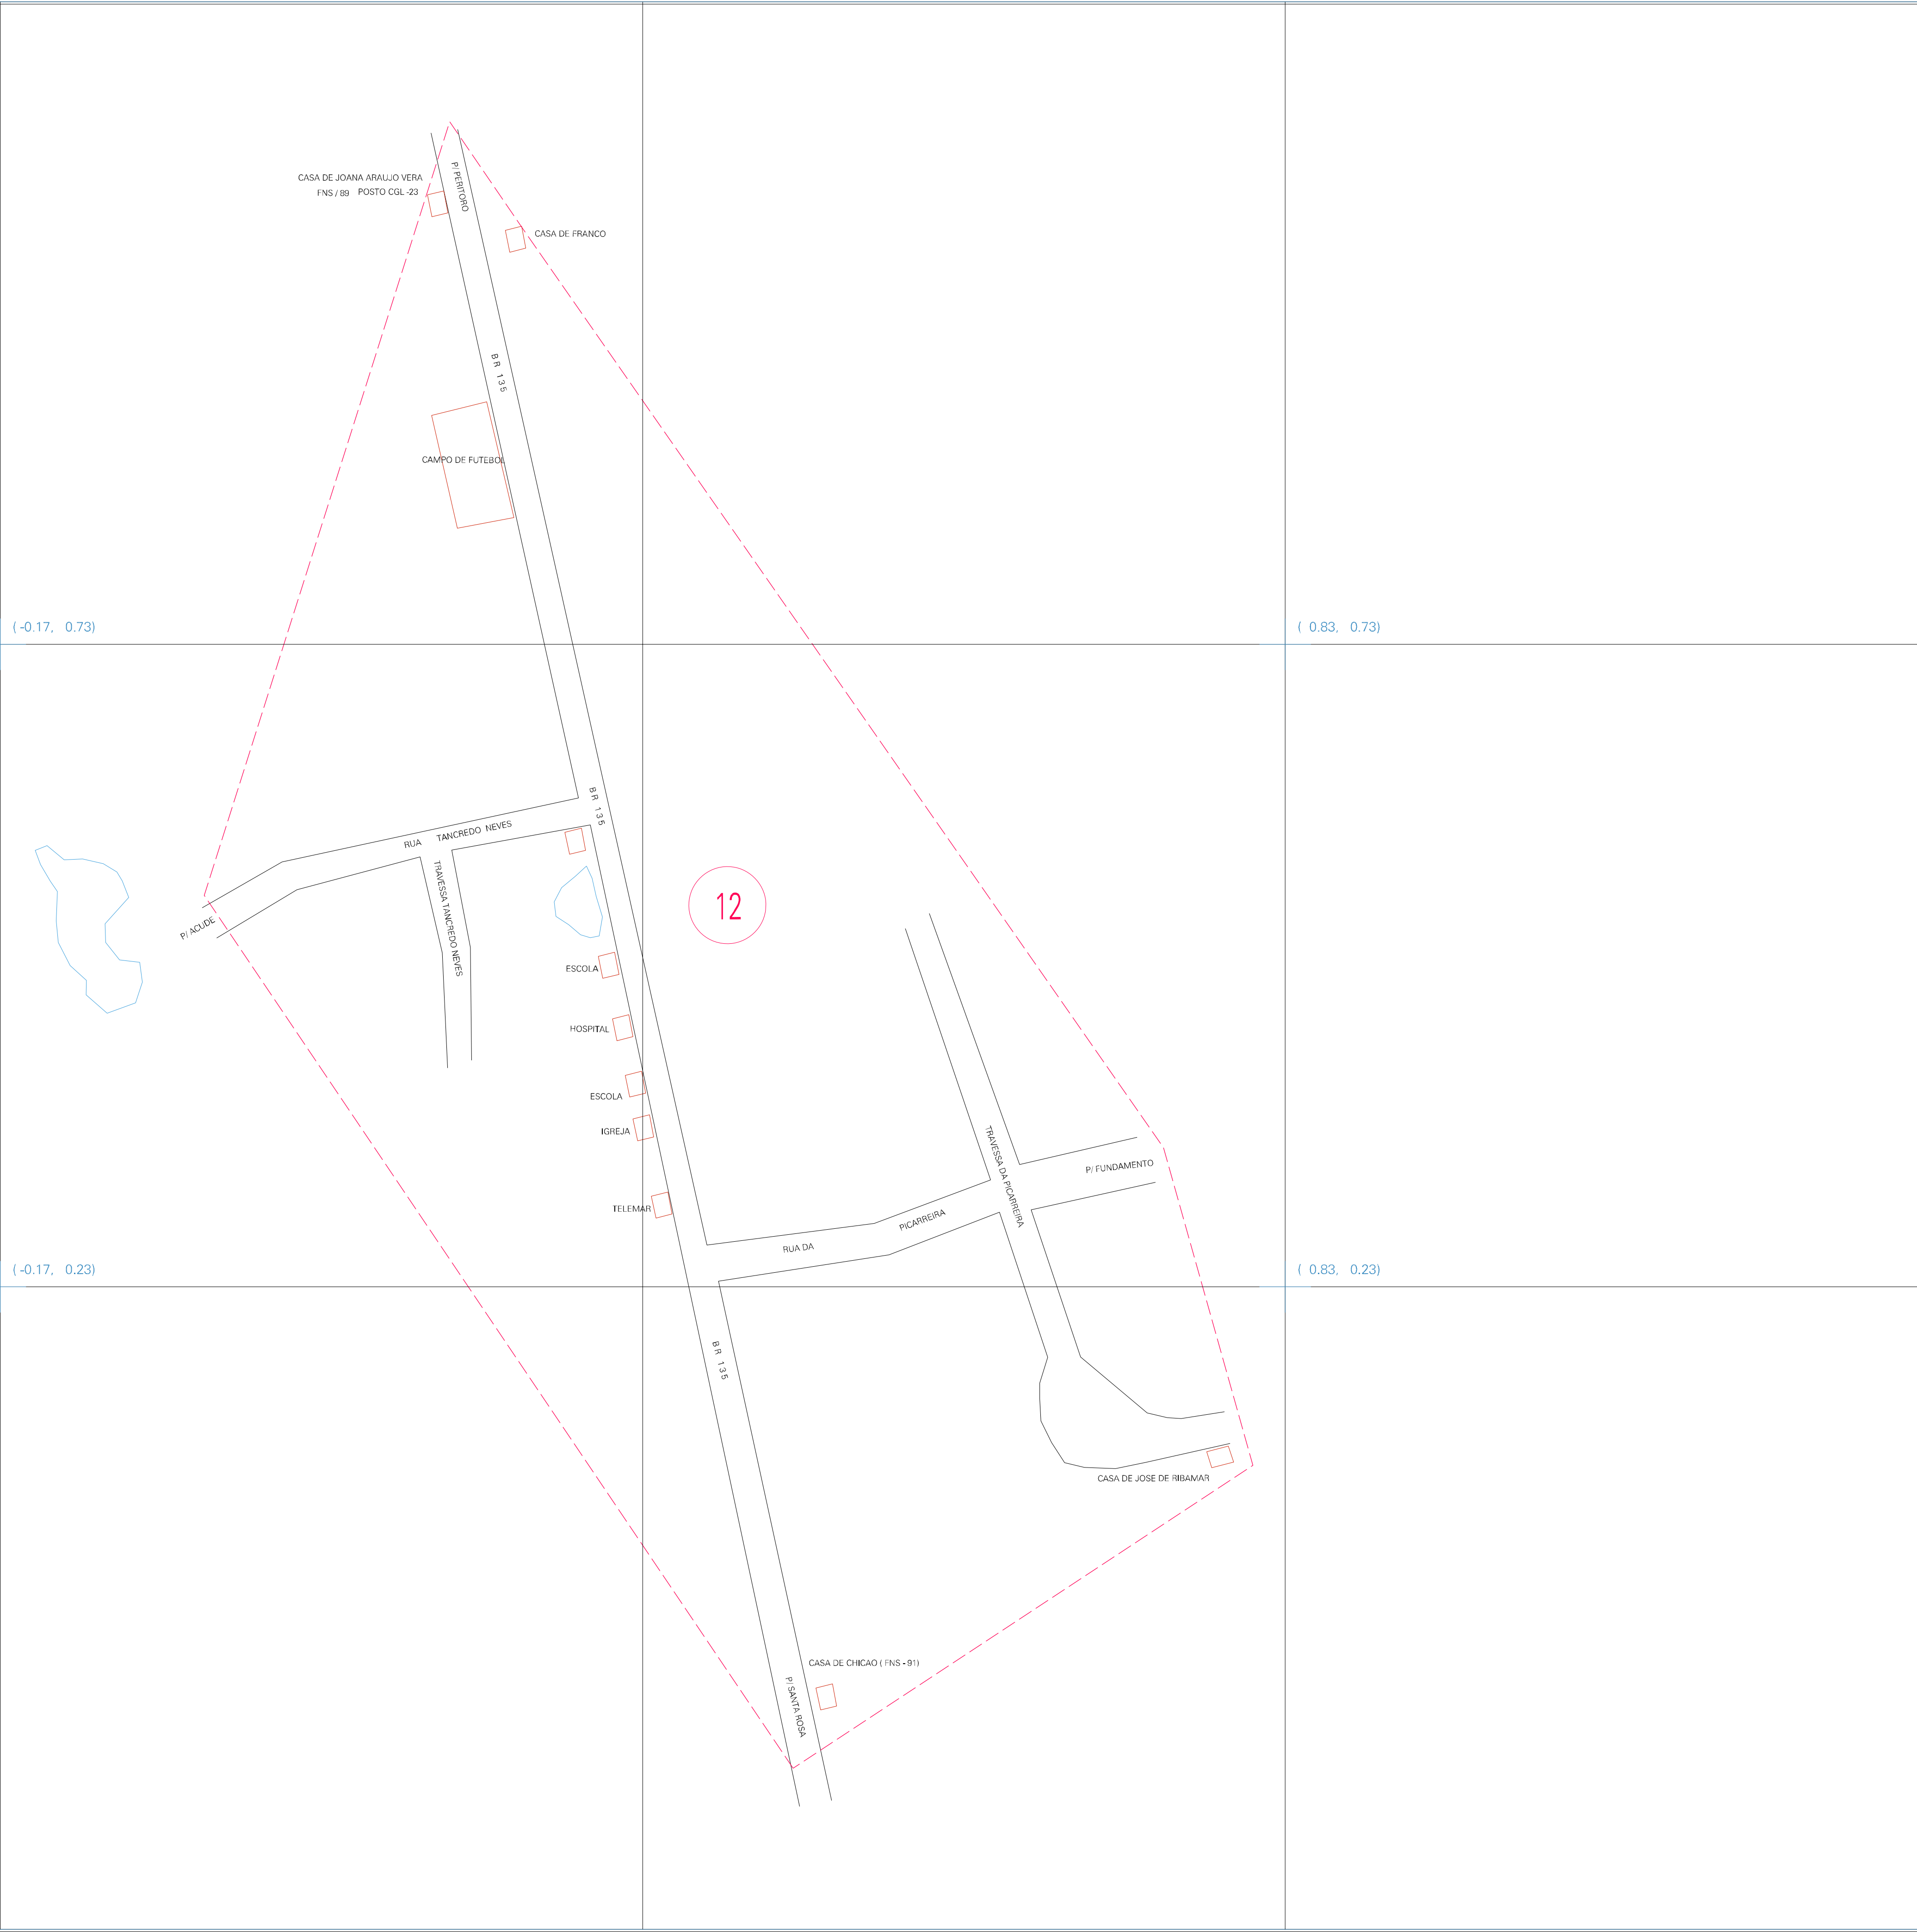 P/ PERITORO
CASA DE JOANA ARAUJO VERA
FNS / 89 POSTO CGL -23
CASA DE FRANCO
BR 135
CAMPO DE FUTEBOL
( -0.17, 0.73)
( 0.83, 0.73)
BR 135
RUA TANCREDO NEVES
TRAVESSA TANCREDO NEVES
P/ ACUDE
12
ESCOLA
HOSPITAL
ESCOLA
IGREJA
TRAVESSA DA PICARREIRA
P/ FUNDAMENTO
TELEMAR
RUA DA PICARREIRA
( -0.17, 0.23)
( 0.83, 0.23)
BR 135
CASA DE JOSE DE RIBAMAR
CASA DE CHICAO ( FNS - 91)
P/ SANTA ROSA